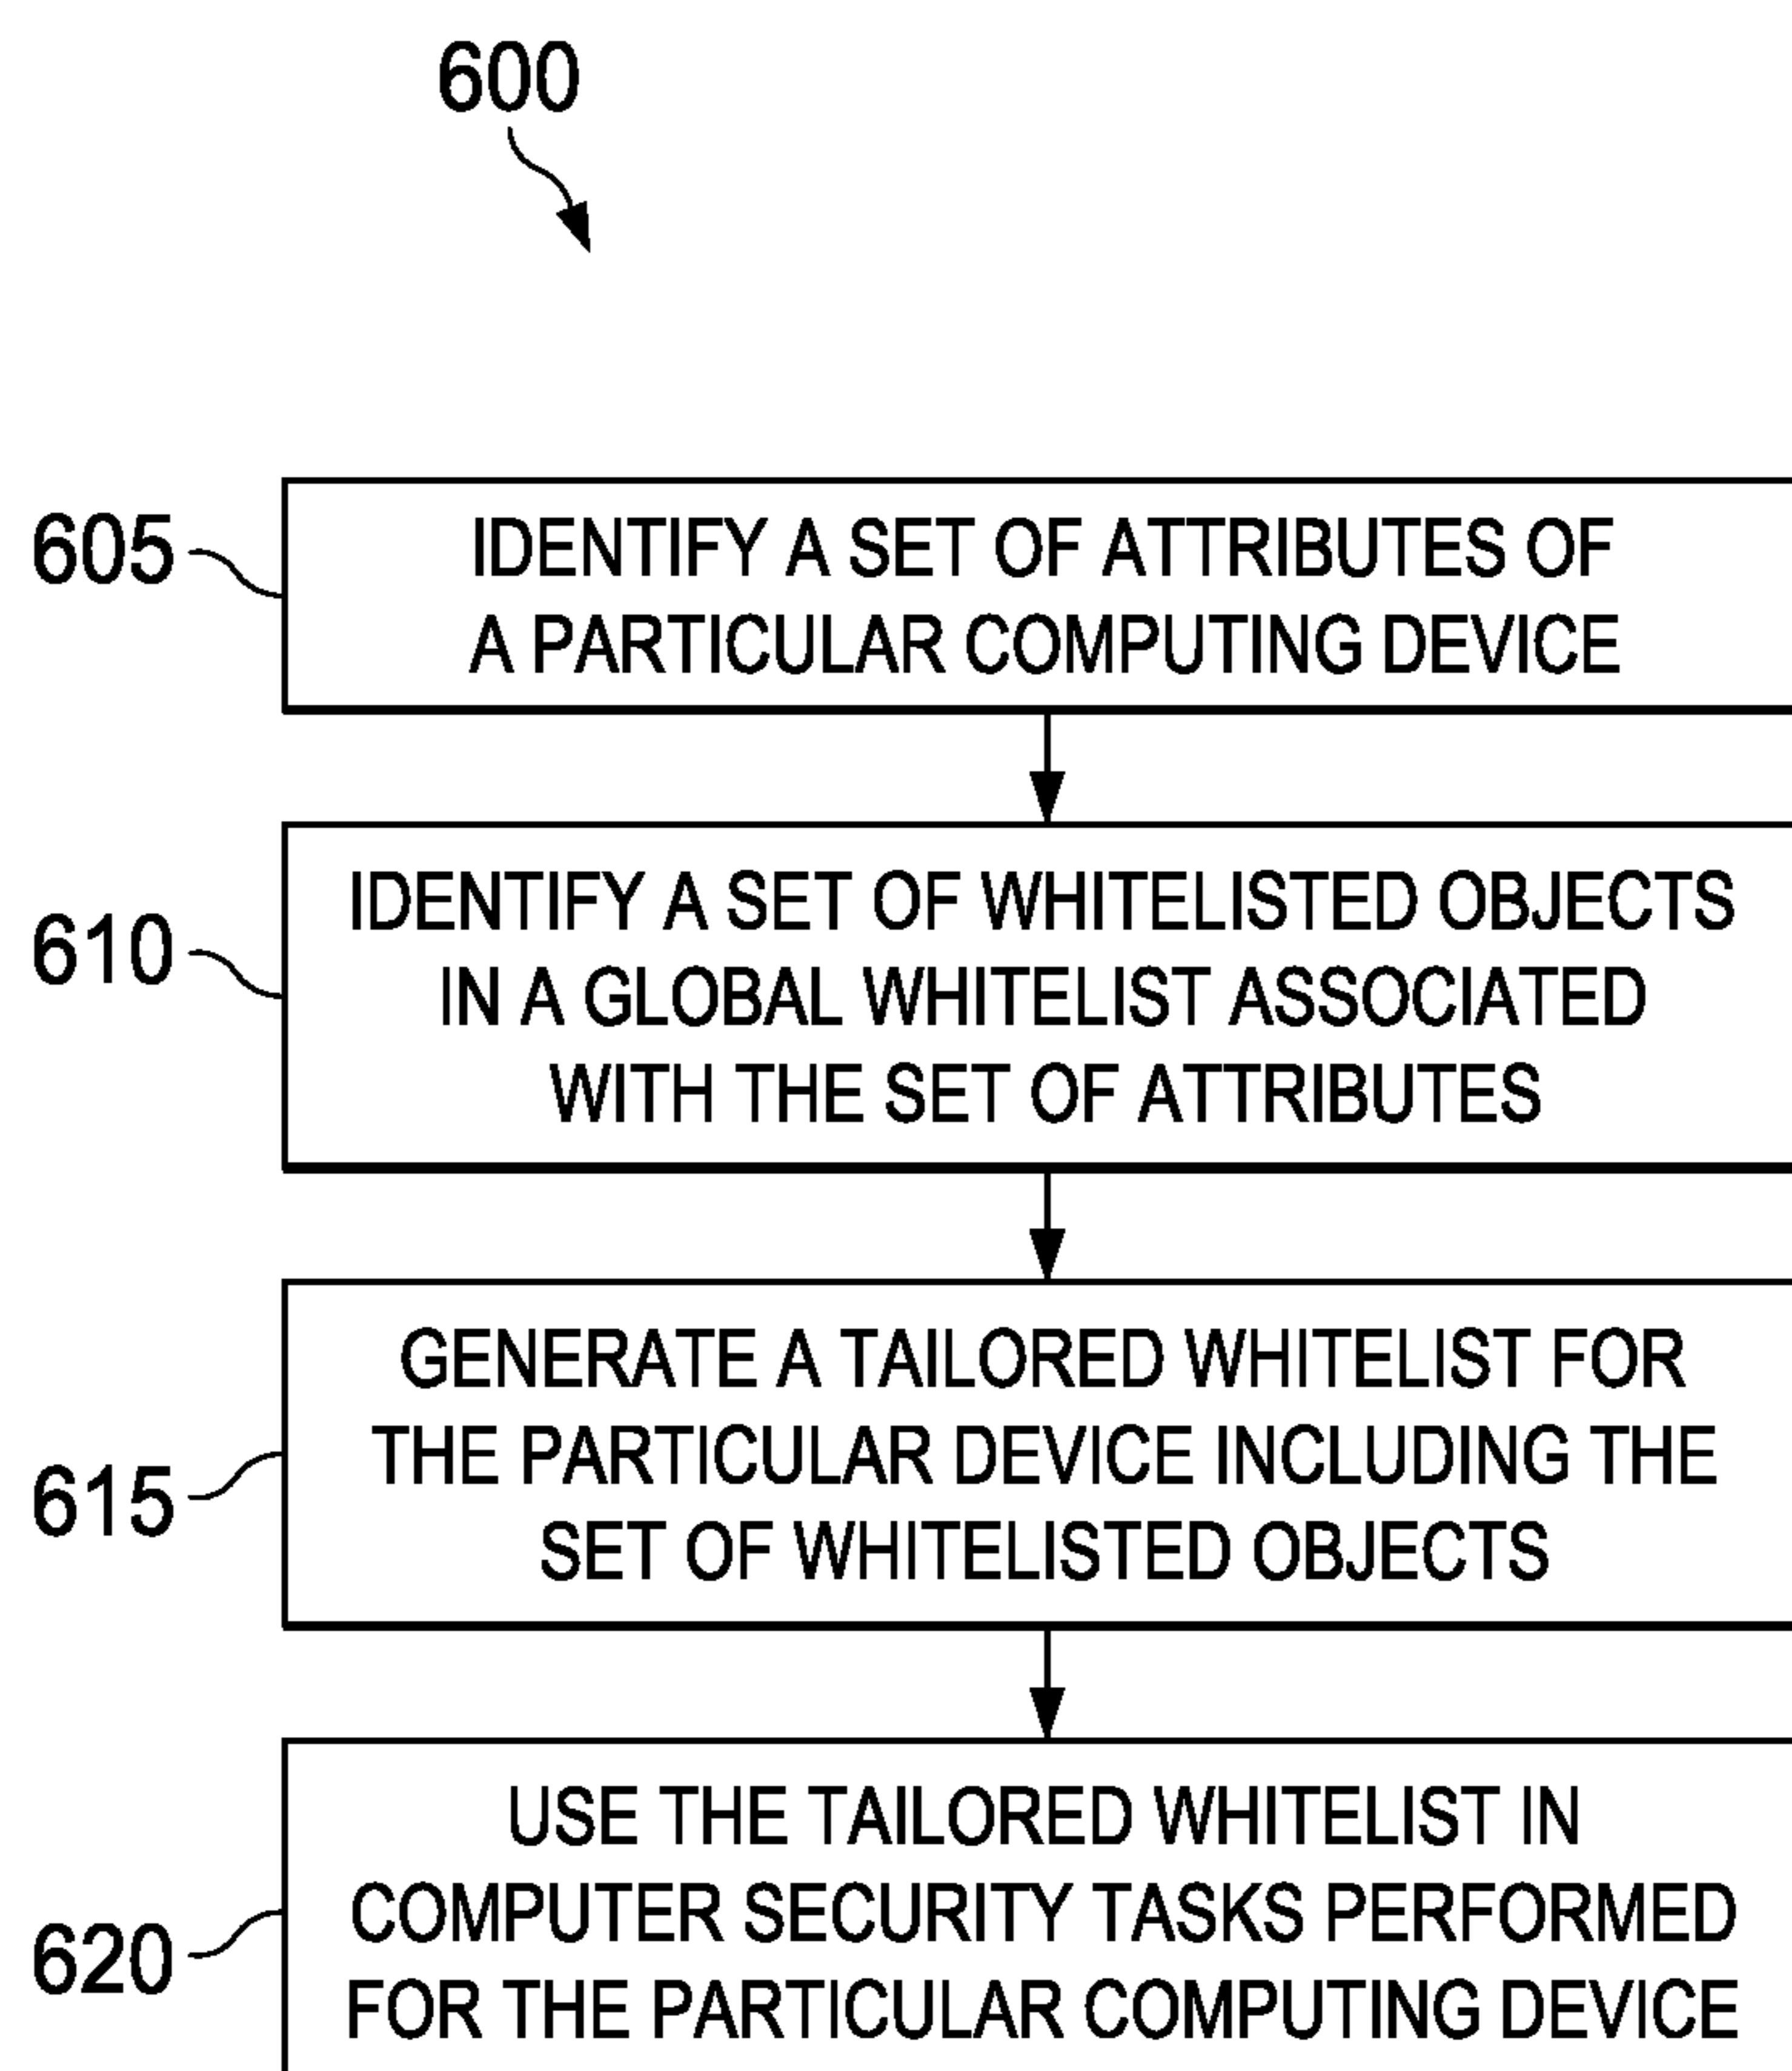 600
605
IDENTIFY A SET OF ATTRIBUTES OF
A PARTICULAR COMPUTING DEVICE
610
IDENTIFY A SET OF WHITELISTED OBJECTS
IN A GLOBAL WHITELIST ASSOCIATED
WITH THE SET OF ATTRIBUTES
615
GENERATE A TAILORED WHITELIST FOR
THE PARTICULAR DEVICE INCLUDING THE
SET OF WHITELISTED OBJECTS
620
USE THE TAILORED WHITELIST IN
COMPUTER SECURITY TASKS PERFORMED
FOR THE PARTICULAR COMPUTING DEVICE